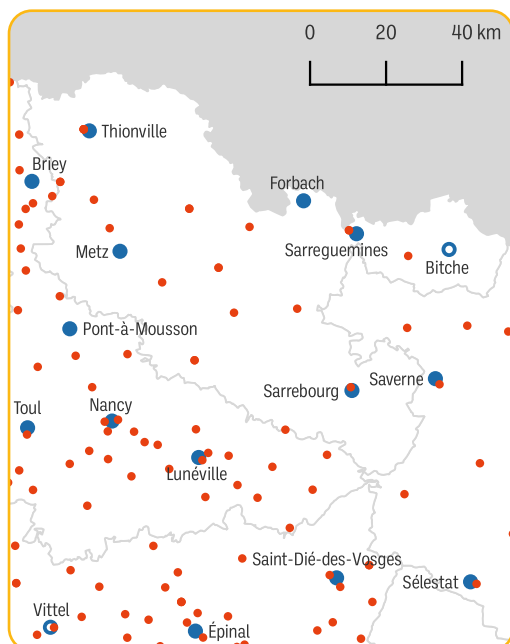 0 20 40 km
Thionville
Briey
Forbach
Metz
Sarreguemines
Bitche
Pont-à-Mousson
Saverne
Sarrebourg
Toul
Nancy
Lunéville
Saint-Dié-des-Vosges
Sélestat
Vittel
Épinal